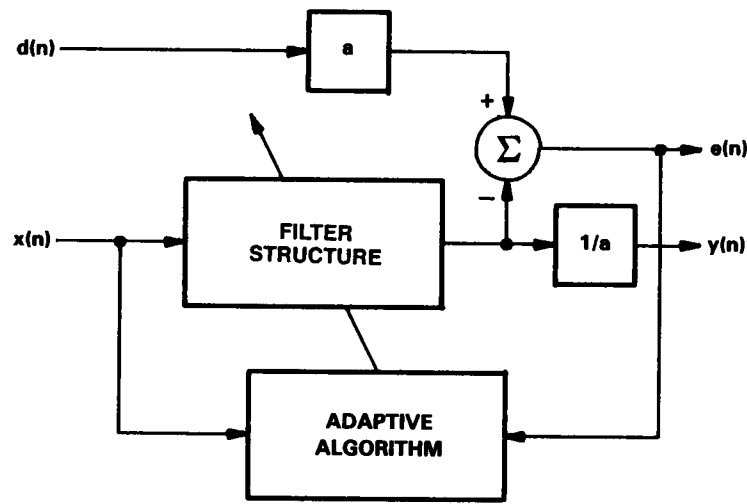 d(n)
a
+
Σ
e(n)
−
x(n)
FILTER
STRUCTURE
1/a
y(n)
ADAPTIVE
ALGORITHM